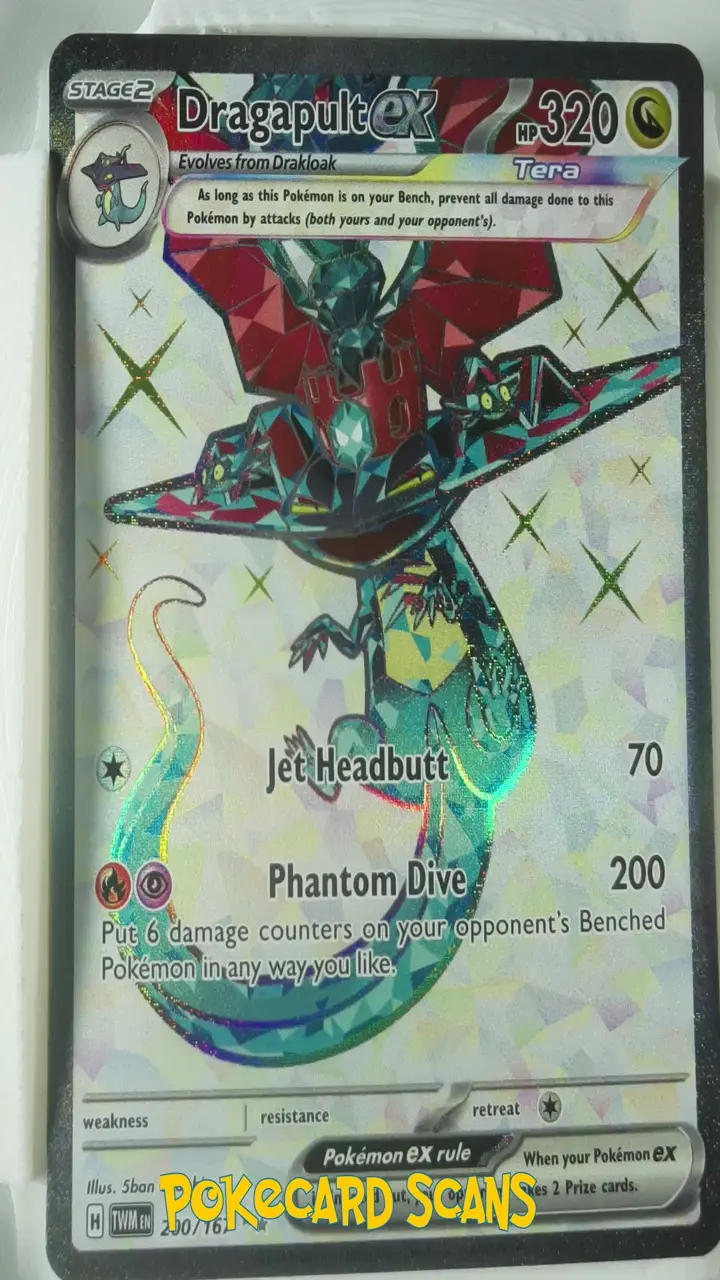 STAGE2
Dragapult ex
HP 320
Evolves from Drakloak
Tera
As long as this Pokémon is on your Bench, prevent all damage done to this
Pokémon by attacks (both yours and your opponent's).
Jet Headbutt 70
Phantom Dive 200
Put 6 damage counters on your opponent's Benched
Pokémon in any way you like.
weakness resistance retreat
Pokémon ex rule
When your Pokémon ex
2 Prize cards.
Illus. 5ban
H TWM EN
POKECARD SCANS